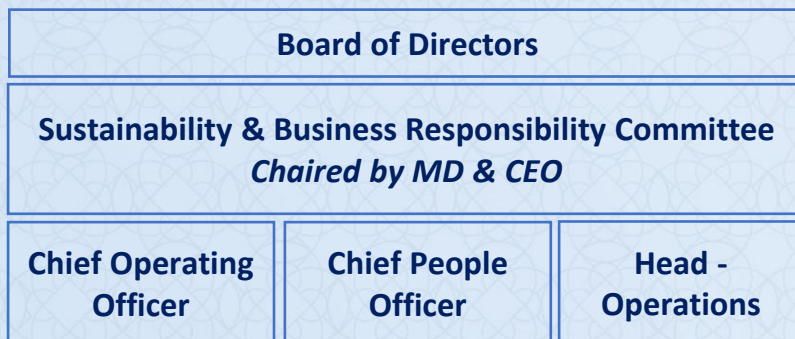 Board of Directors
Sustainability & Business Responsibility Committee
Chaired by MD & CEO
Chief Operating
Officer
Chief People
Officer
Head -
Operations